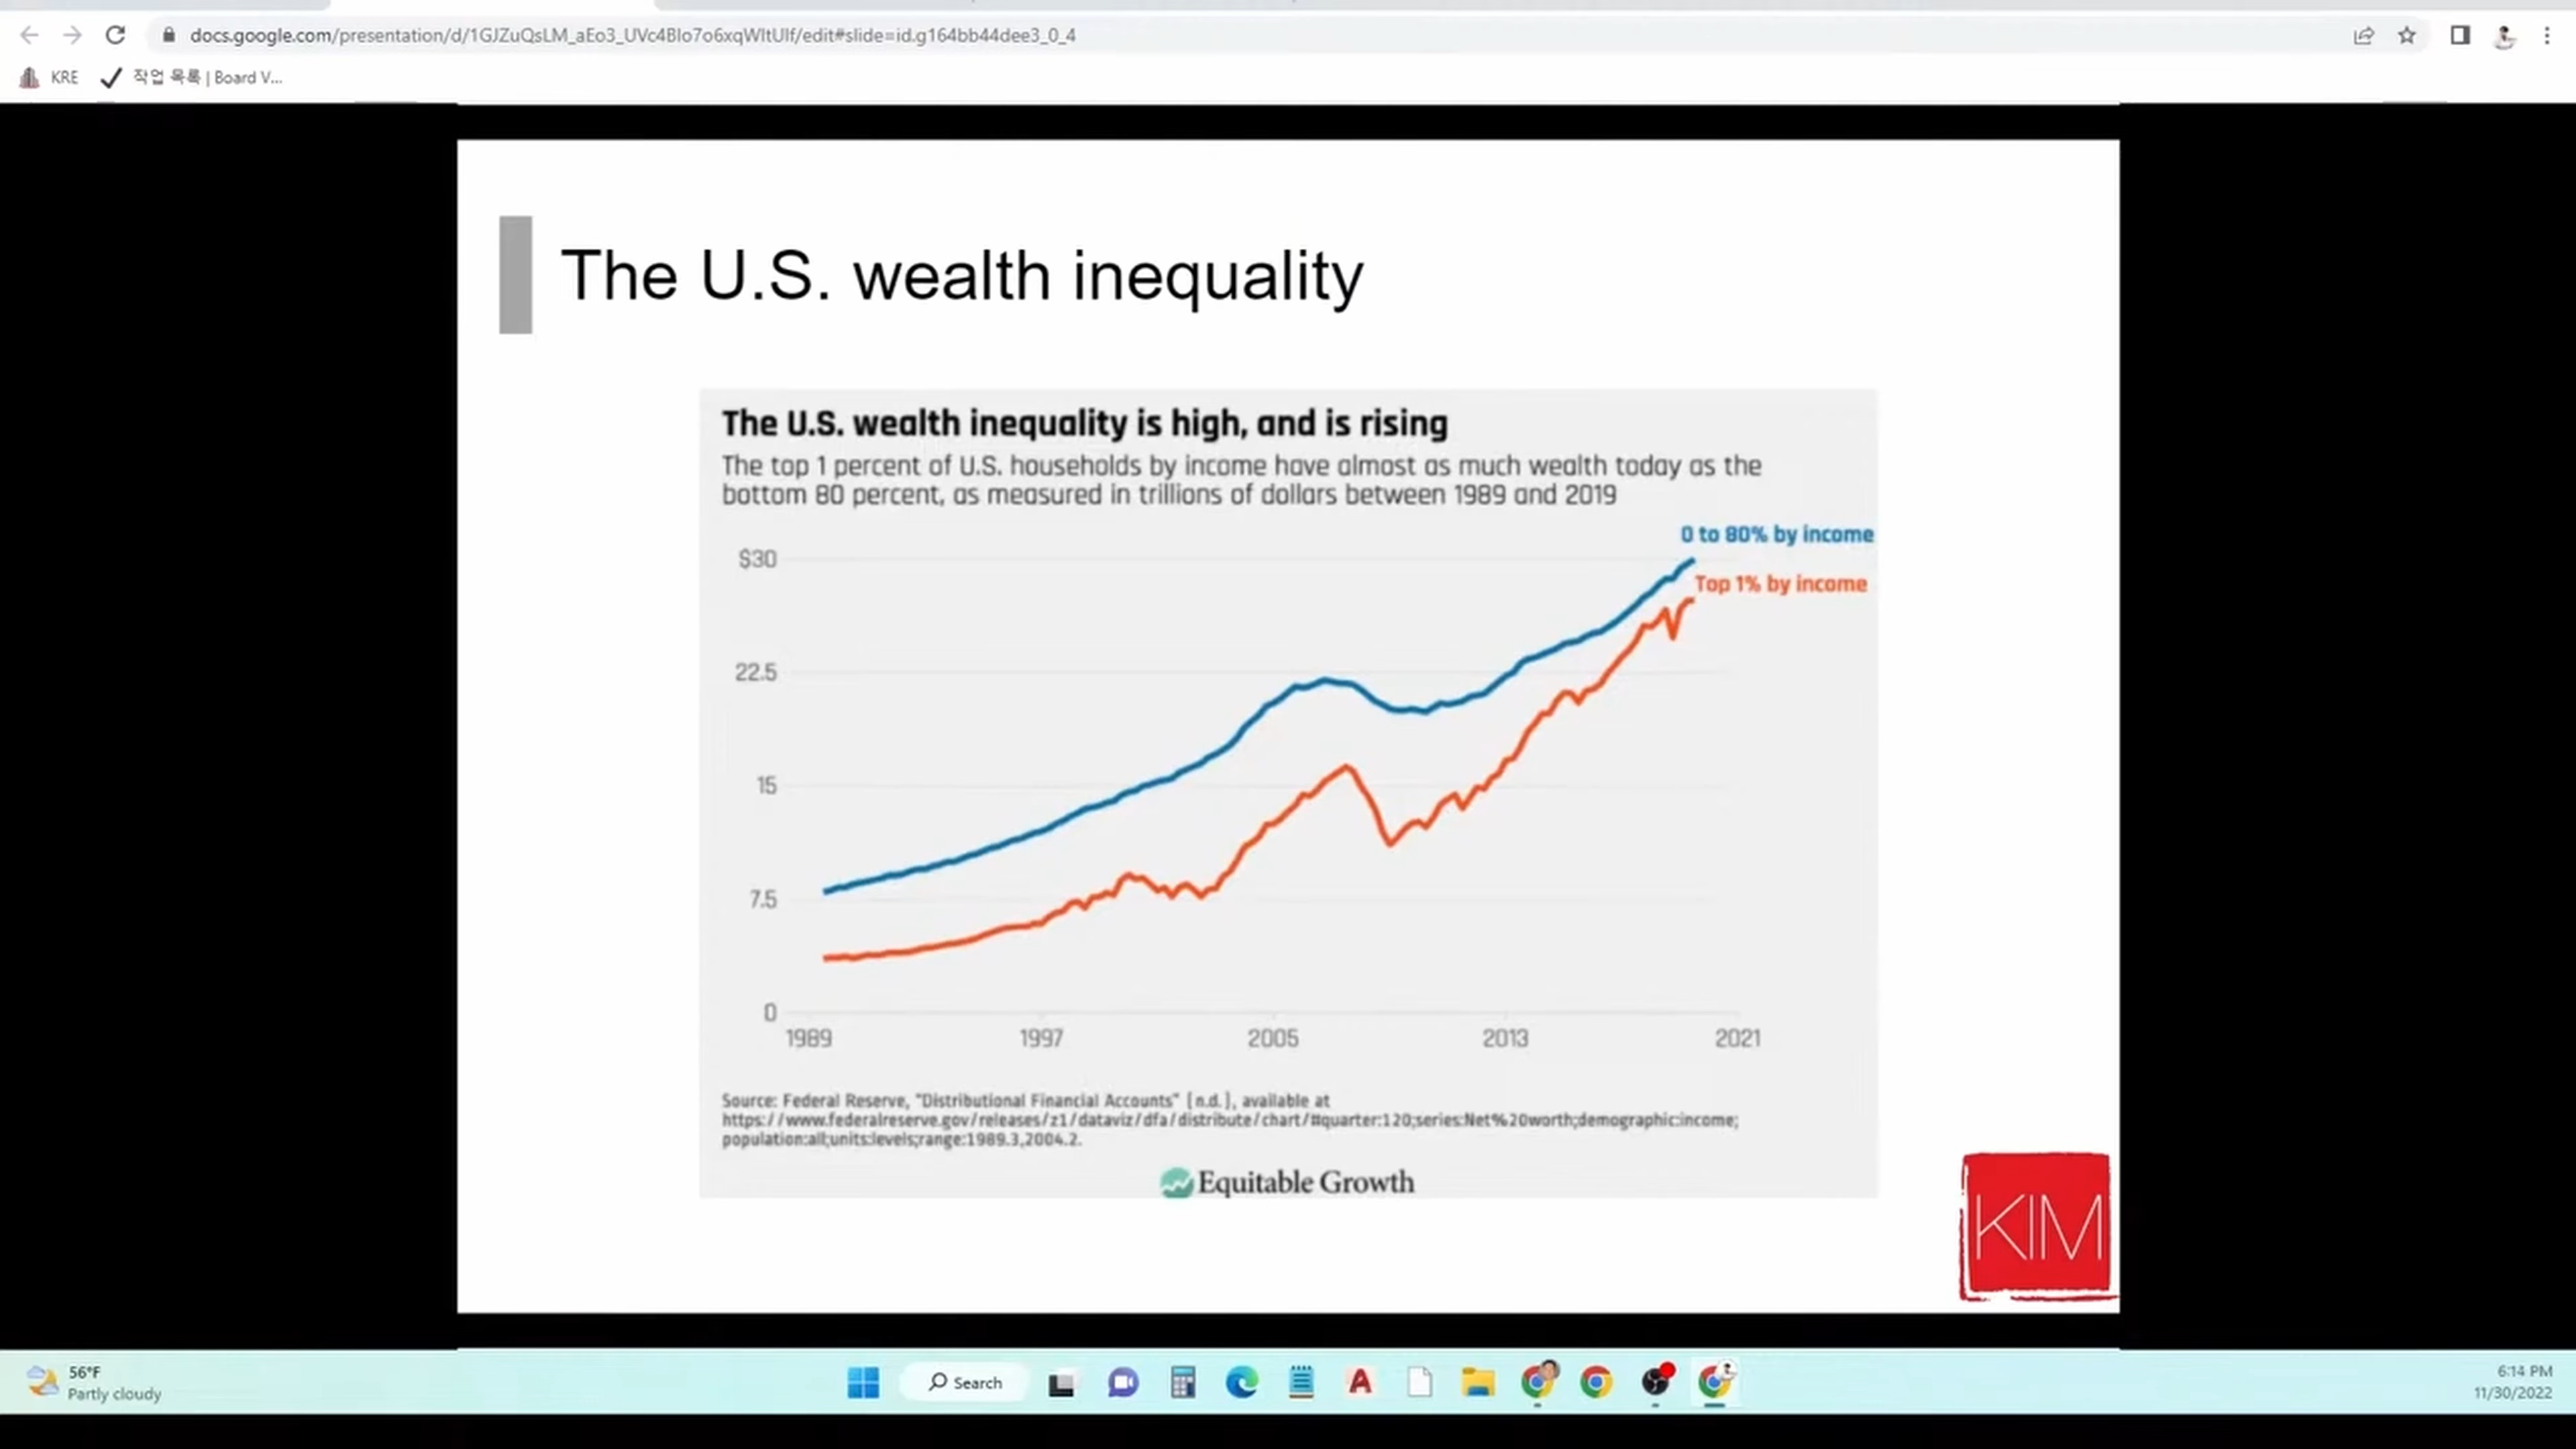 docs.google.com/presentation/d/1GJZuQsLM_aEo3_UVc4Blo7o6xqWItUlf/edit#slide=id.g164bb44dee3_0_4
KRE
작업 목록 | Board V...
The U.S. wealth inequality
The U.S. wealth inequality is high, and is rising
The top 1 percent of U.S. households by income have almost as much wealth today as the
bottom 80 percent, as measured in trillions of dollars between 1989 and 2019
0 to 80% by income
Top 1% by income
$30
22.5
15
7.5
0
1989 1997 2005 2013 2021
Source: Federal Reserve, "Distributional Financial Accounts" (n.d.), available at
https://www.federalreserve.gov/releases/z1/dataviz/dfa/distribute/chart/#quarter:120;series:Net%20worth;demographic:income;
population:all;units:levels;range:1989.3,2004.2.
Equitable Growth
KIM
56°F
Partly cloudy
Search
6:14 PM
11/30/2022